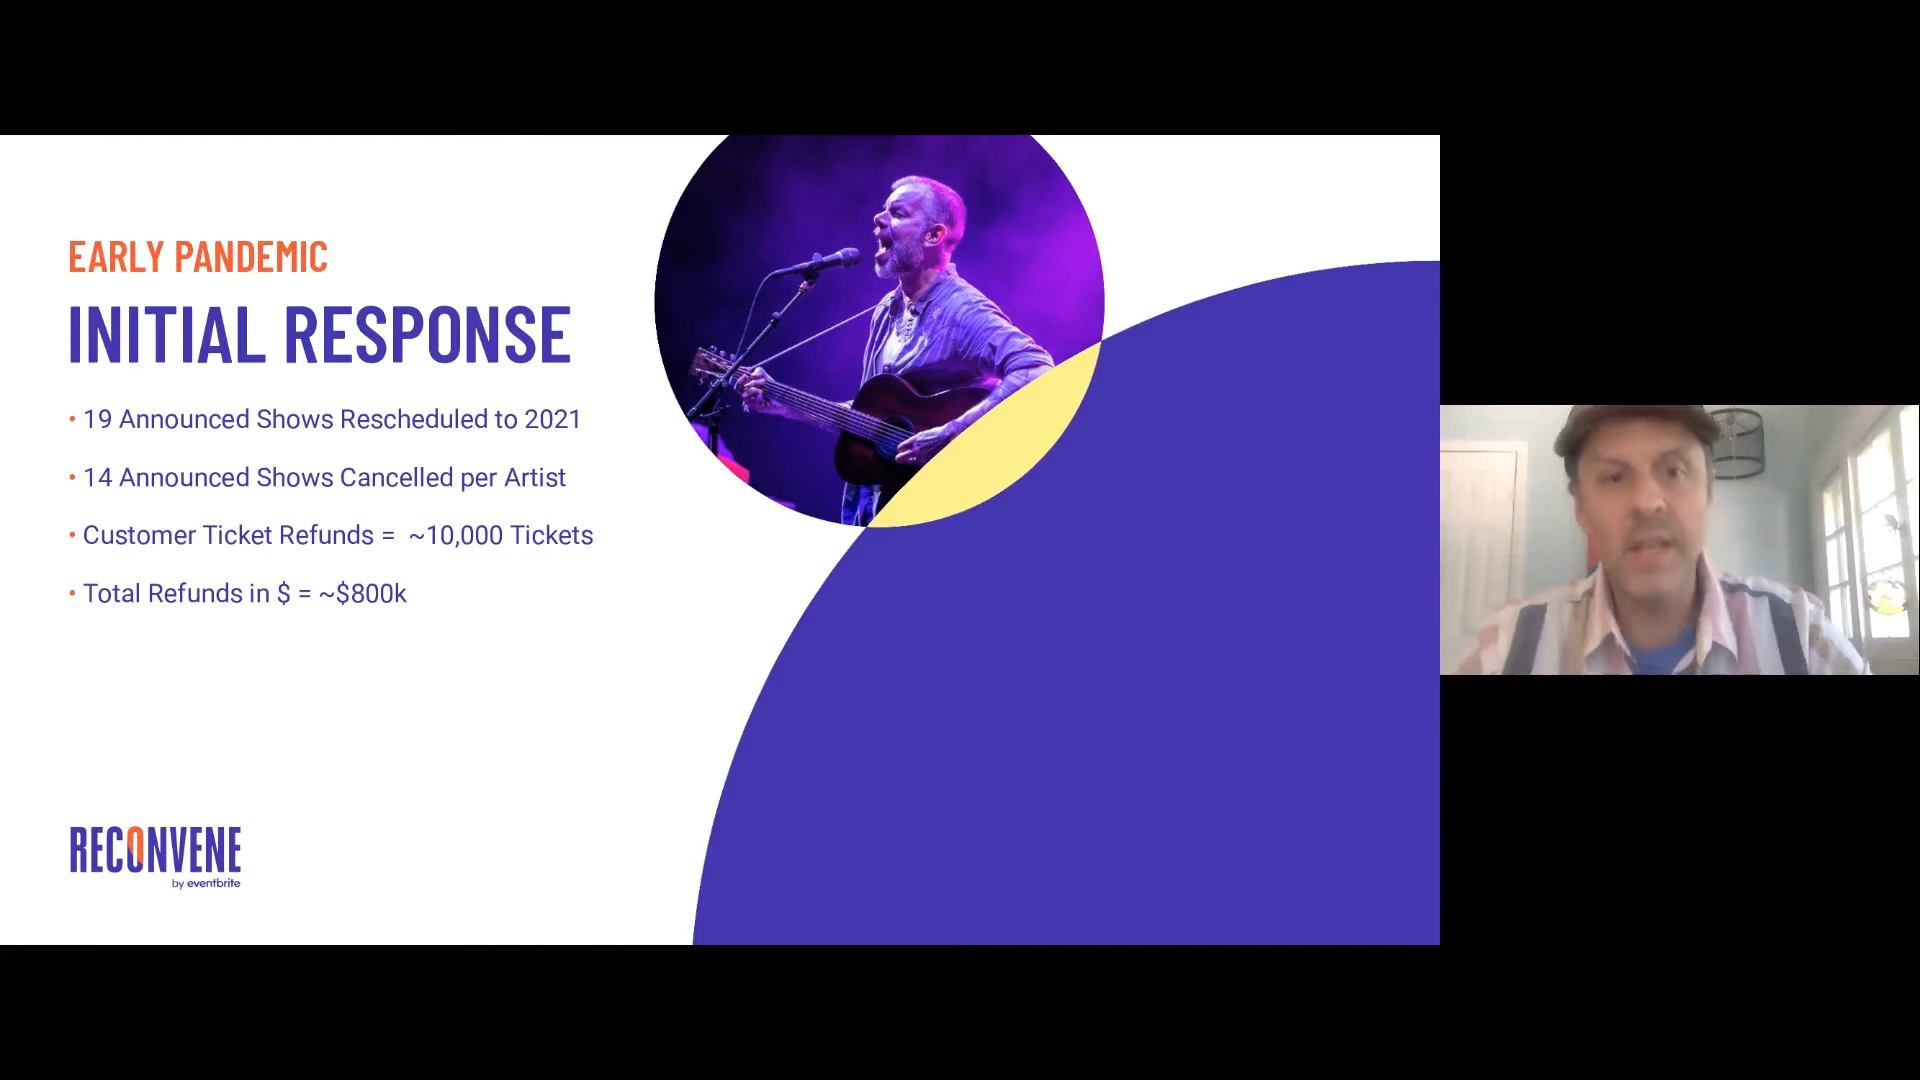 EARLY PANDEMIC
INITIAL RESPONSE
• 19 Announced Shows Rescheduled to 2021
• 14 Announced Shows Cancelled per Artist
• Customer Ticket Refunds = ~10,000 Tickets
• Total Refunds in $ = ~$800k
RECONVENE
by eventbrite